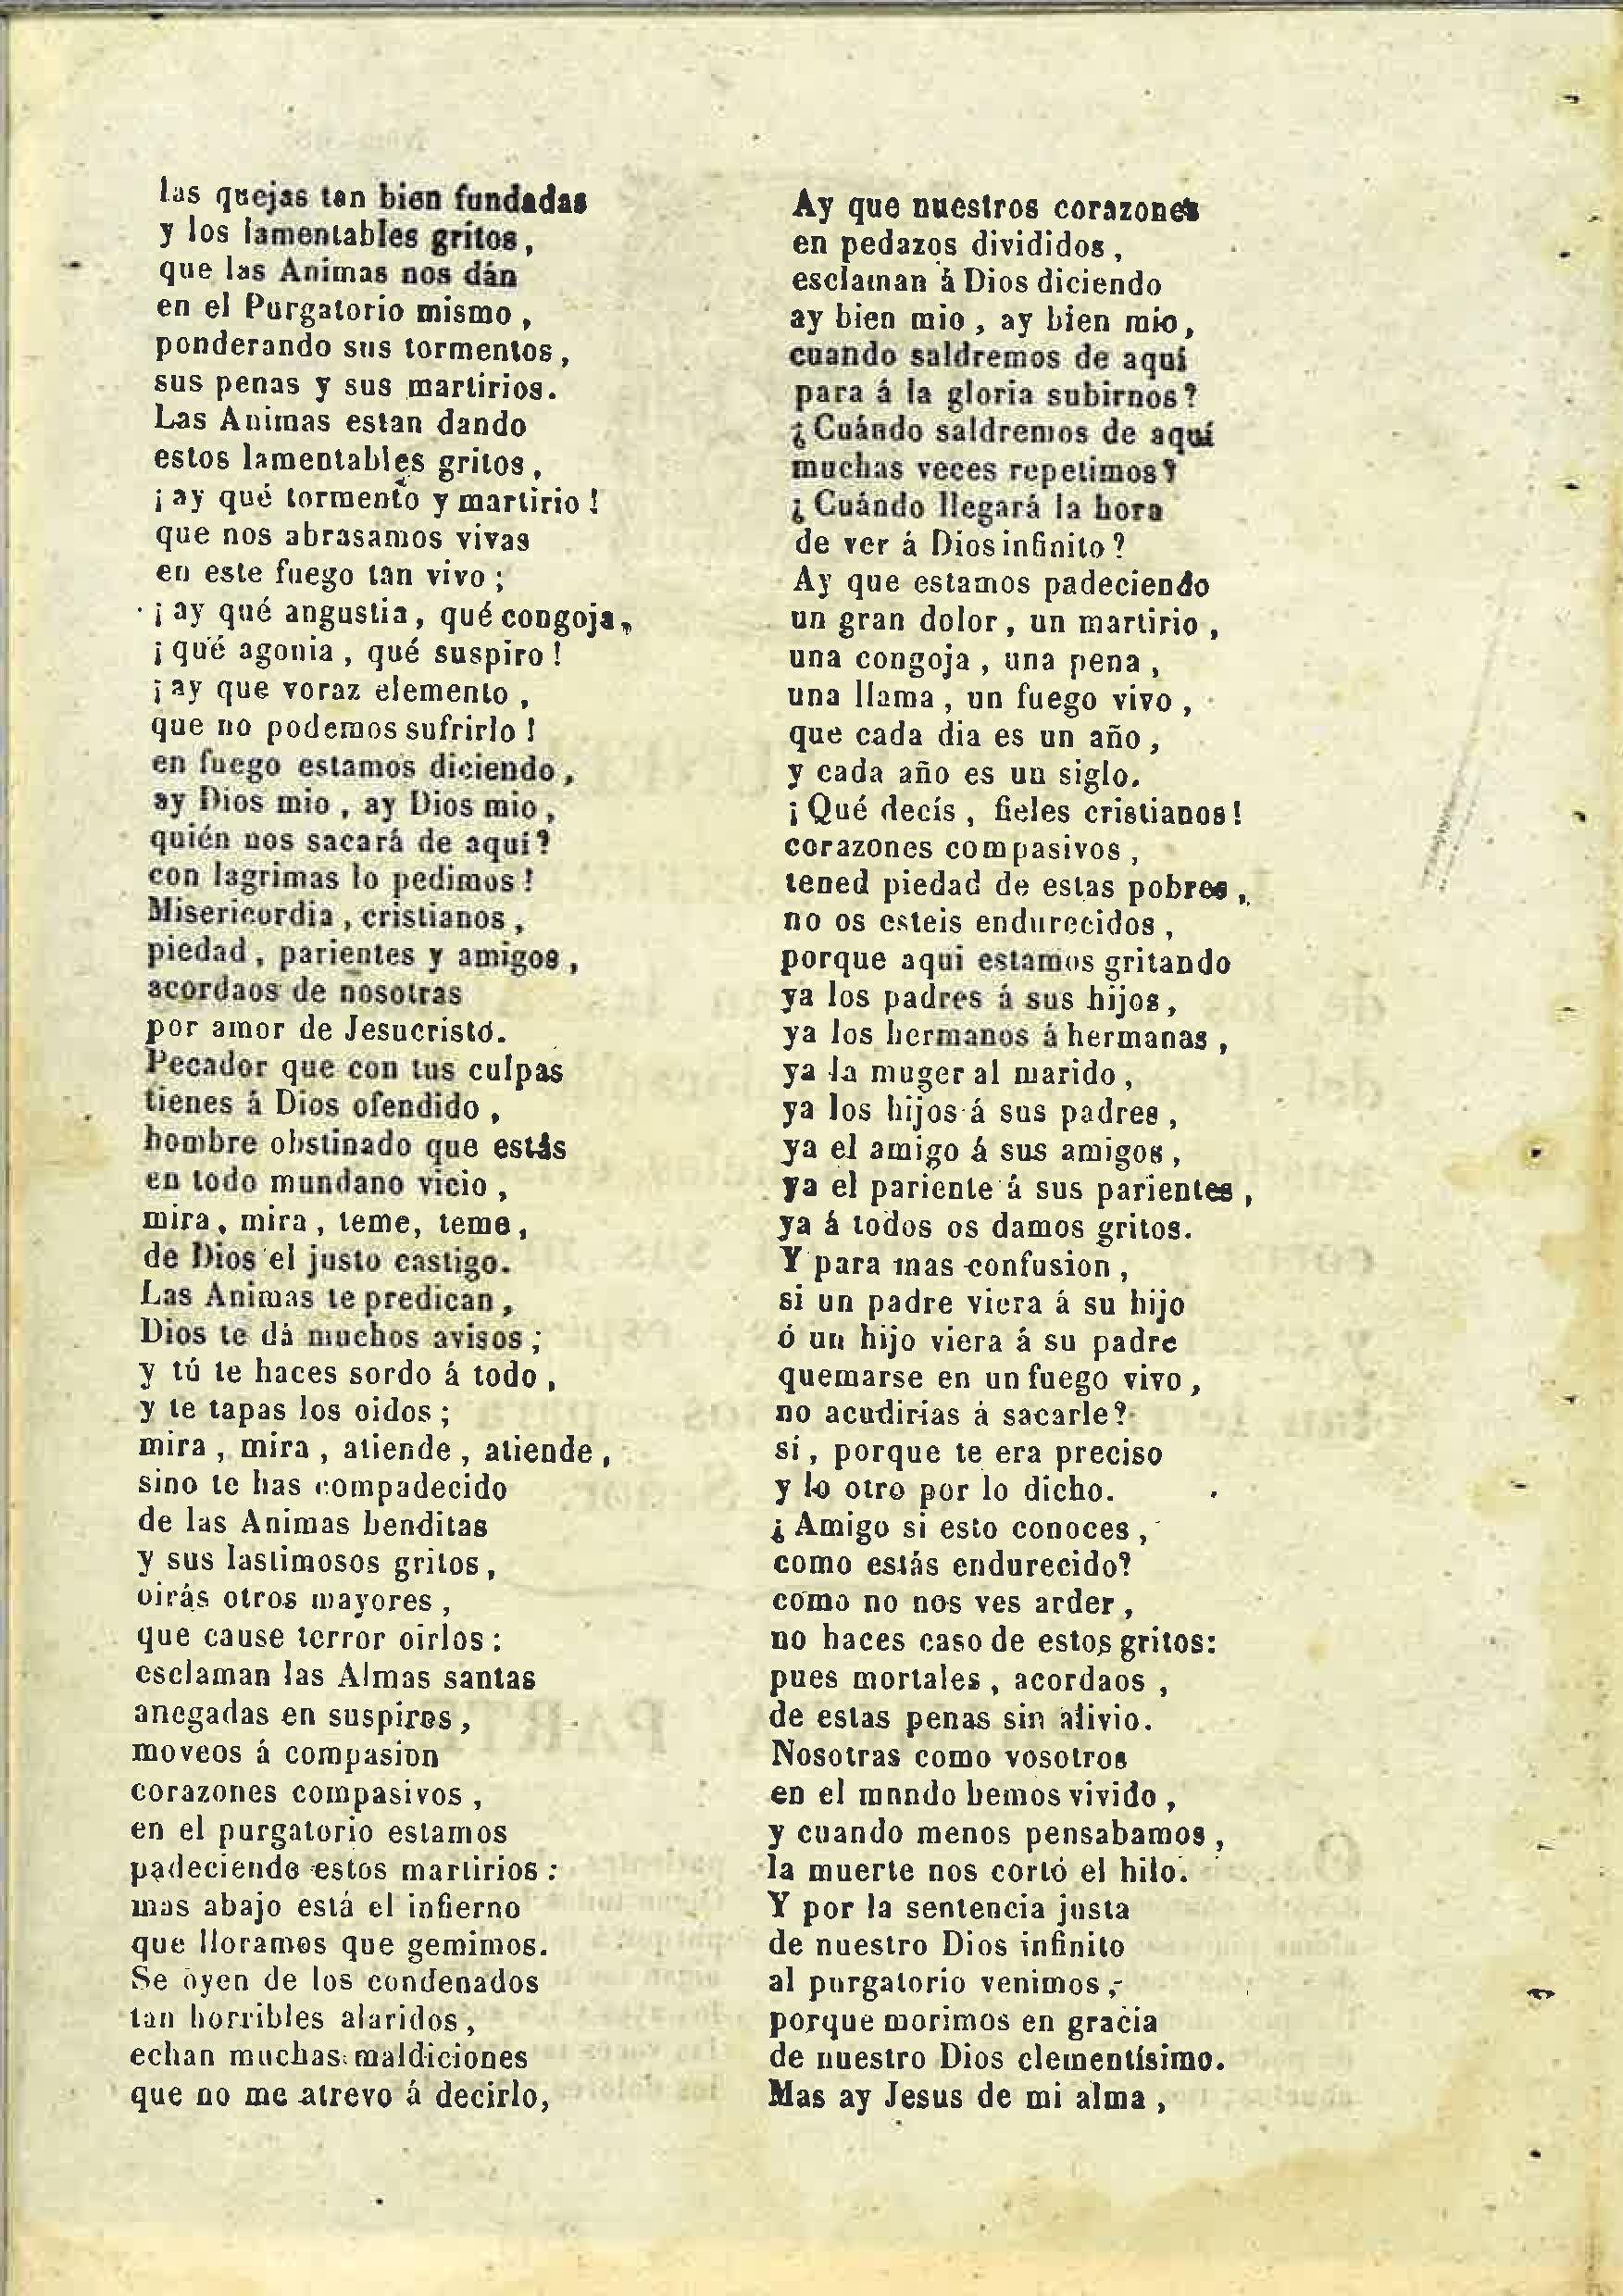 las quejas tan bien fundadas
y los lamentables gritos,
que las Animas nos dán
en el Purgatorio mismo,
ponderando sus tormentos,
sus penas y sus martirios.
Las Animas estan dando
estos lamentables gritos,
¡ay qué tormento y martirio!
que nos abrasamos vivas
en este fuego tan vivo;
¡ay qué angustia, qué congoja,
¡qué agonia, qué suspiro!
¡ay que voraz elemento,
que no podemos sufrirlo!
en fuego estamos diciendo,
ay Dios mio, ay Dios mio,
quién nos sacará de aquí?
con lagrimas lo pedimos!
Misericordia, cristianos,
piedad, parientes y amigos,
acordaos de nosotras
por amor de Jesucristo.
Pecador que con tus culpas
tienes á Dios ofendido,
hombre obstinado que estás
en todo mundano vicio,
mira, mira, teme, teme,
de Dios el justo castigo.
Las Animas te predican,
Dios te dá muchos avisos;
y tú te haces sordo á todo,
y te tapas los oidos;
mira, mira, atiende, atiende,
sino te has compadecido
de las Animas benditas
y sus lastimosos gritos,
oirás otros mayores,
que cause terror oirlos:
esclaman las Almas santas
anegadas en suspiros,
moveos á compasion
corazones compasivos,
en el purgatorio estamos
padeciendo estos martirios:
mas abajo está el infierno
que lloramos que gemimos.
Se oyen de los condenados
tan horribles alaridos,
echan muchas maldiciones
que no me atrevo á decirlo,
Ay que nuestros corazones
en pedazos divididos,
esclaman á Dios diciendo
ay bien mio, ay bien mio,
cuando saldremos de aquí
para á la gloria subirnos?
¿Cuándo saldremos de aquí
muchas veces repetimos?
¿Cuándo llegará la hora
de ver á Dios infinito?
Ay que estamos padeciendo
un gran dolor, un martirio,
una congoja, una pena,
una llama, un fuego vivo,
que cada dia es un año,
y cada año es un siglo.
¡Qué decís, fieles cristianos!
corazones compasivos,
tened piedad de estas pobres,
no os esteis endurecidos,
porque aqui estamos gritando
ya los padres á sus hijos,
ya los hermanos á hermanas,
ya la muger al marido,
ya los hijos á sus padres,
ya el amigo á sus amigos,
ya el pariente á sus parientes,
ya á todos os damos gritos.
Y para mas confusion,
si un padre viera á su hijo
ó un hijo viera á su padre
quemarse en un fuego vivo,
no acudirias á sacarle?
sí, porque te era preciso
y lo otro por lo dicho.
¿Amigo si esto conoces,
como estás endurecido?
como no nos ves arder,
no haces caso de estos gritos:
pues mortales, acordaos,
de estas penas sin alivio.
Nosotras como vosotros
en el mnndo hemos vivido,
y cuando menos pensabamos,
la muerte nos cortó el hilo.
Y por la sentencia justa
de nuestro Dios infinito
al purgatorio venimos,
porque morimos en gracia
de nuestro Dios clementísimo.
Mas ay Jesus de mi alma,